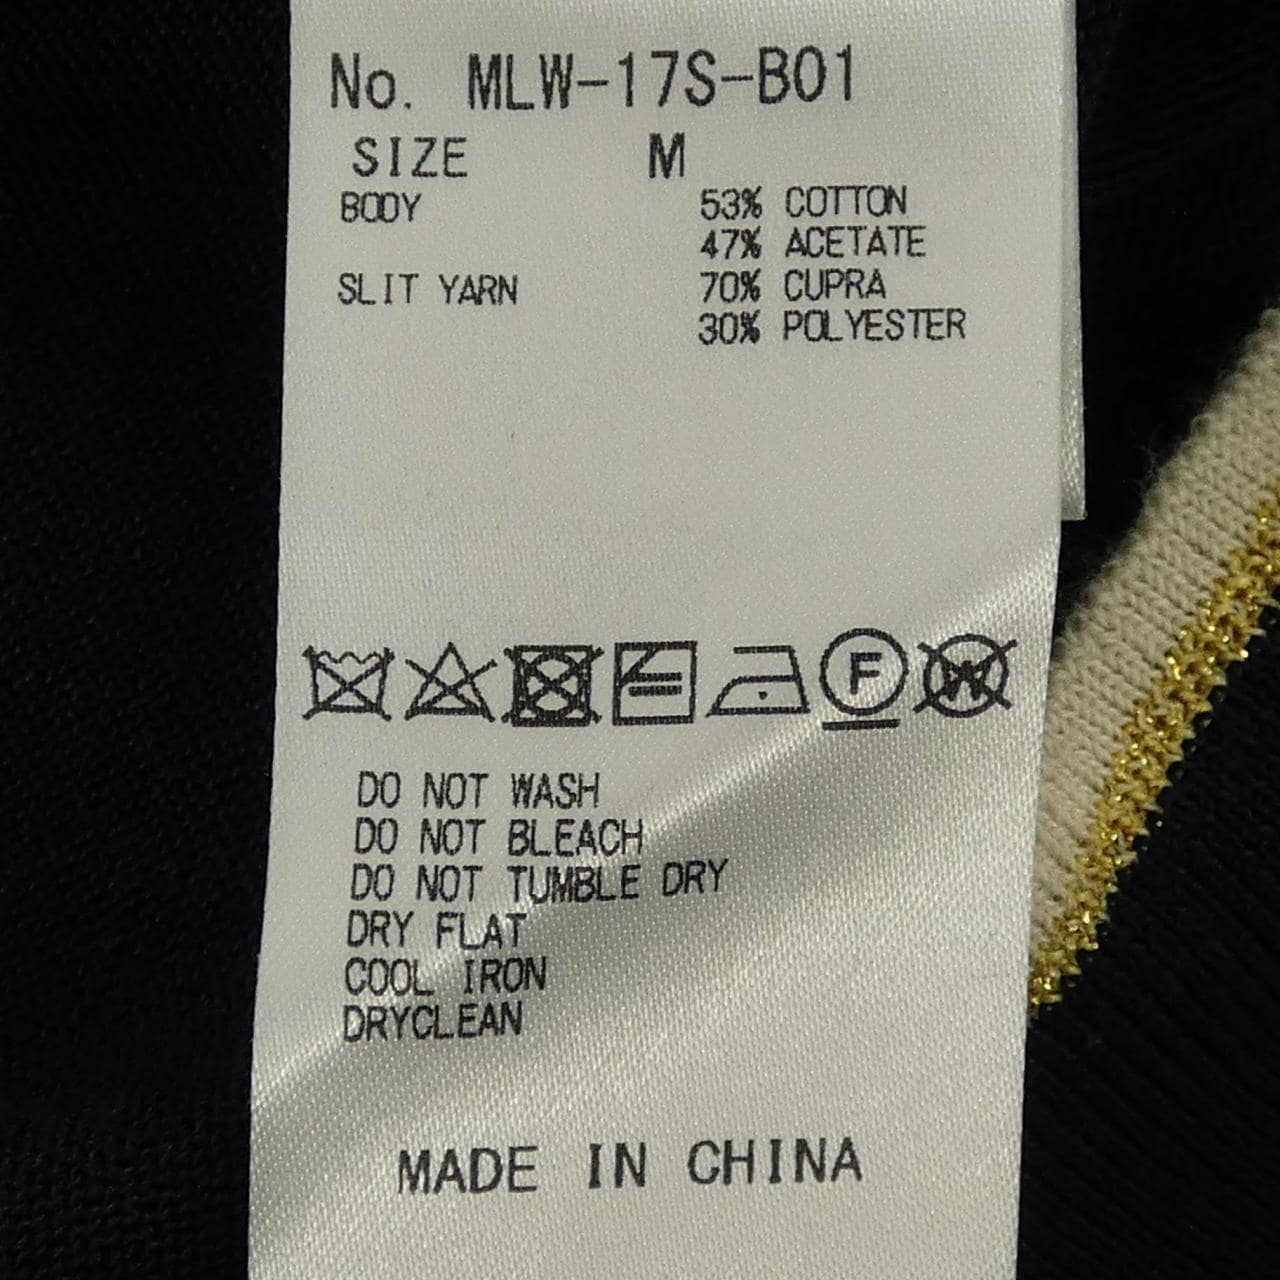 No. MLW-17S-B01
SIZE M
BODY 53% COTTON
47% ACETATE
SLIT YARN 70% CUPRA
30% POLYESTER
F W
DO NOT WASH
DO NOT BLEACH
DO NOT TUMBLE DRY
DRY FLAT
COOL IRON
DRYCLEAN
MADE IN CHINA